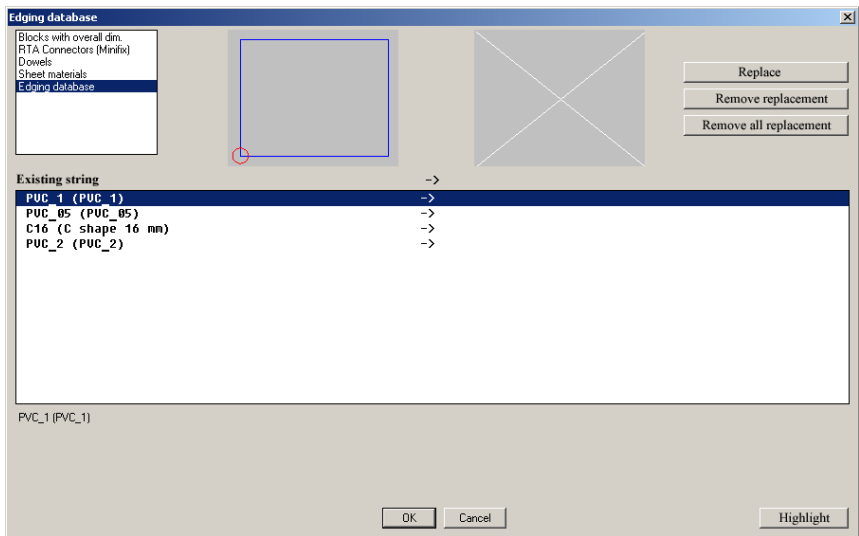 Edging database
Blocks with overall dim.
RTA Connectors (Minifix)
Dowels
Sheet materials
Edging database
Replace
Remove replacement
Remove all replacement
Existing string ->
PVC_1 (PVC_1) ->
PVC_05 (PVC_05) ->
C16 (C shape 16 mm) ->
PVC_2 (PVC_2) ->
PVC_1 (PVC_1)
OK Cancel Highlight